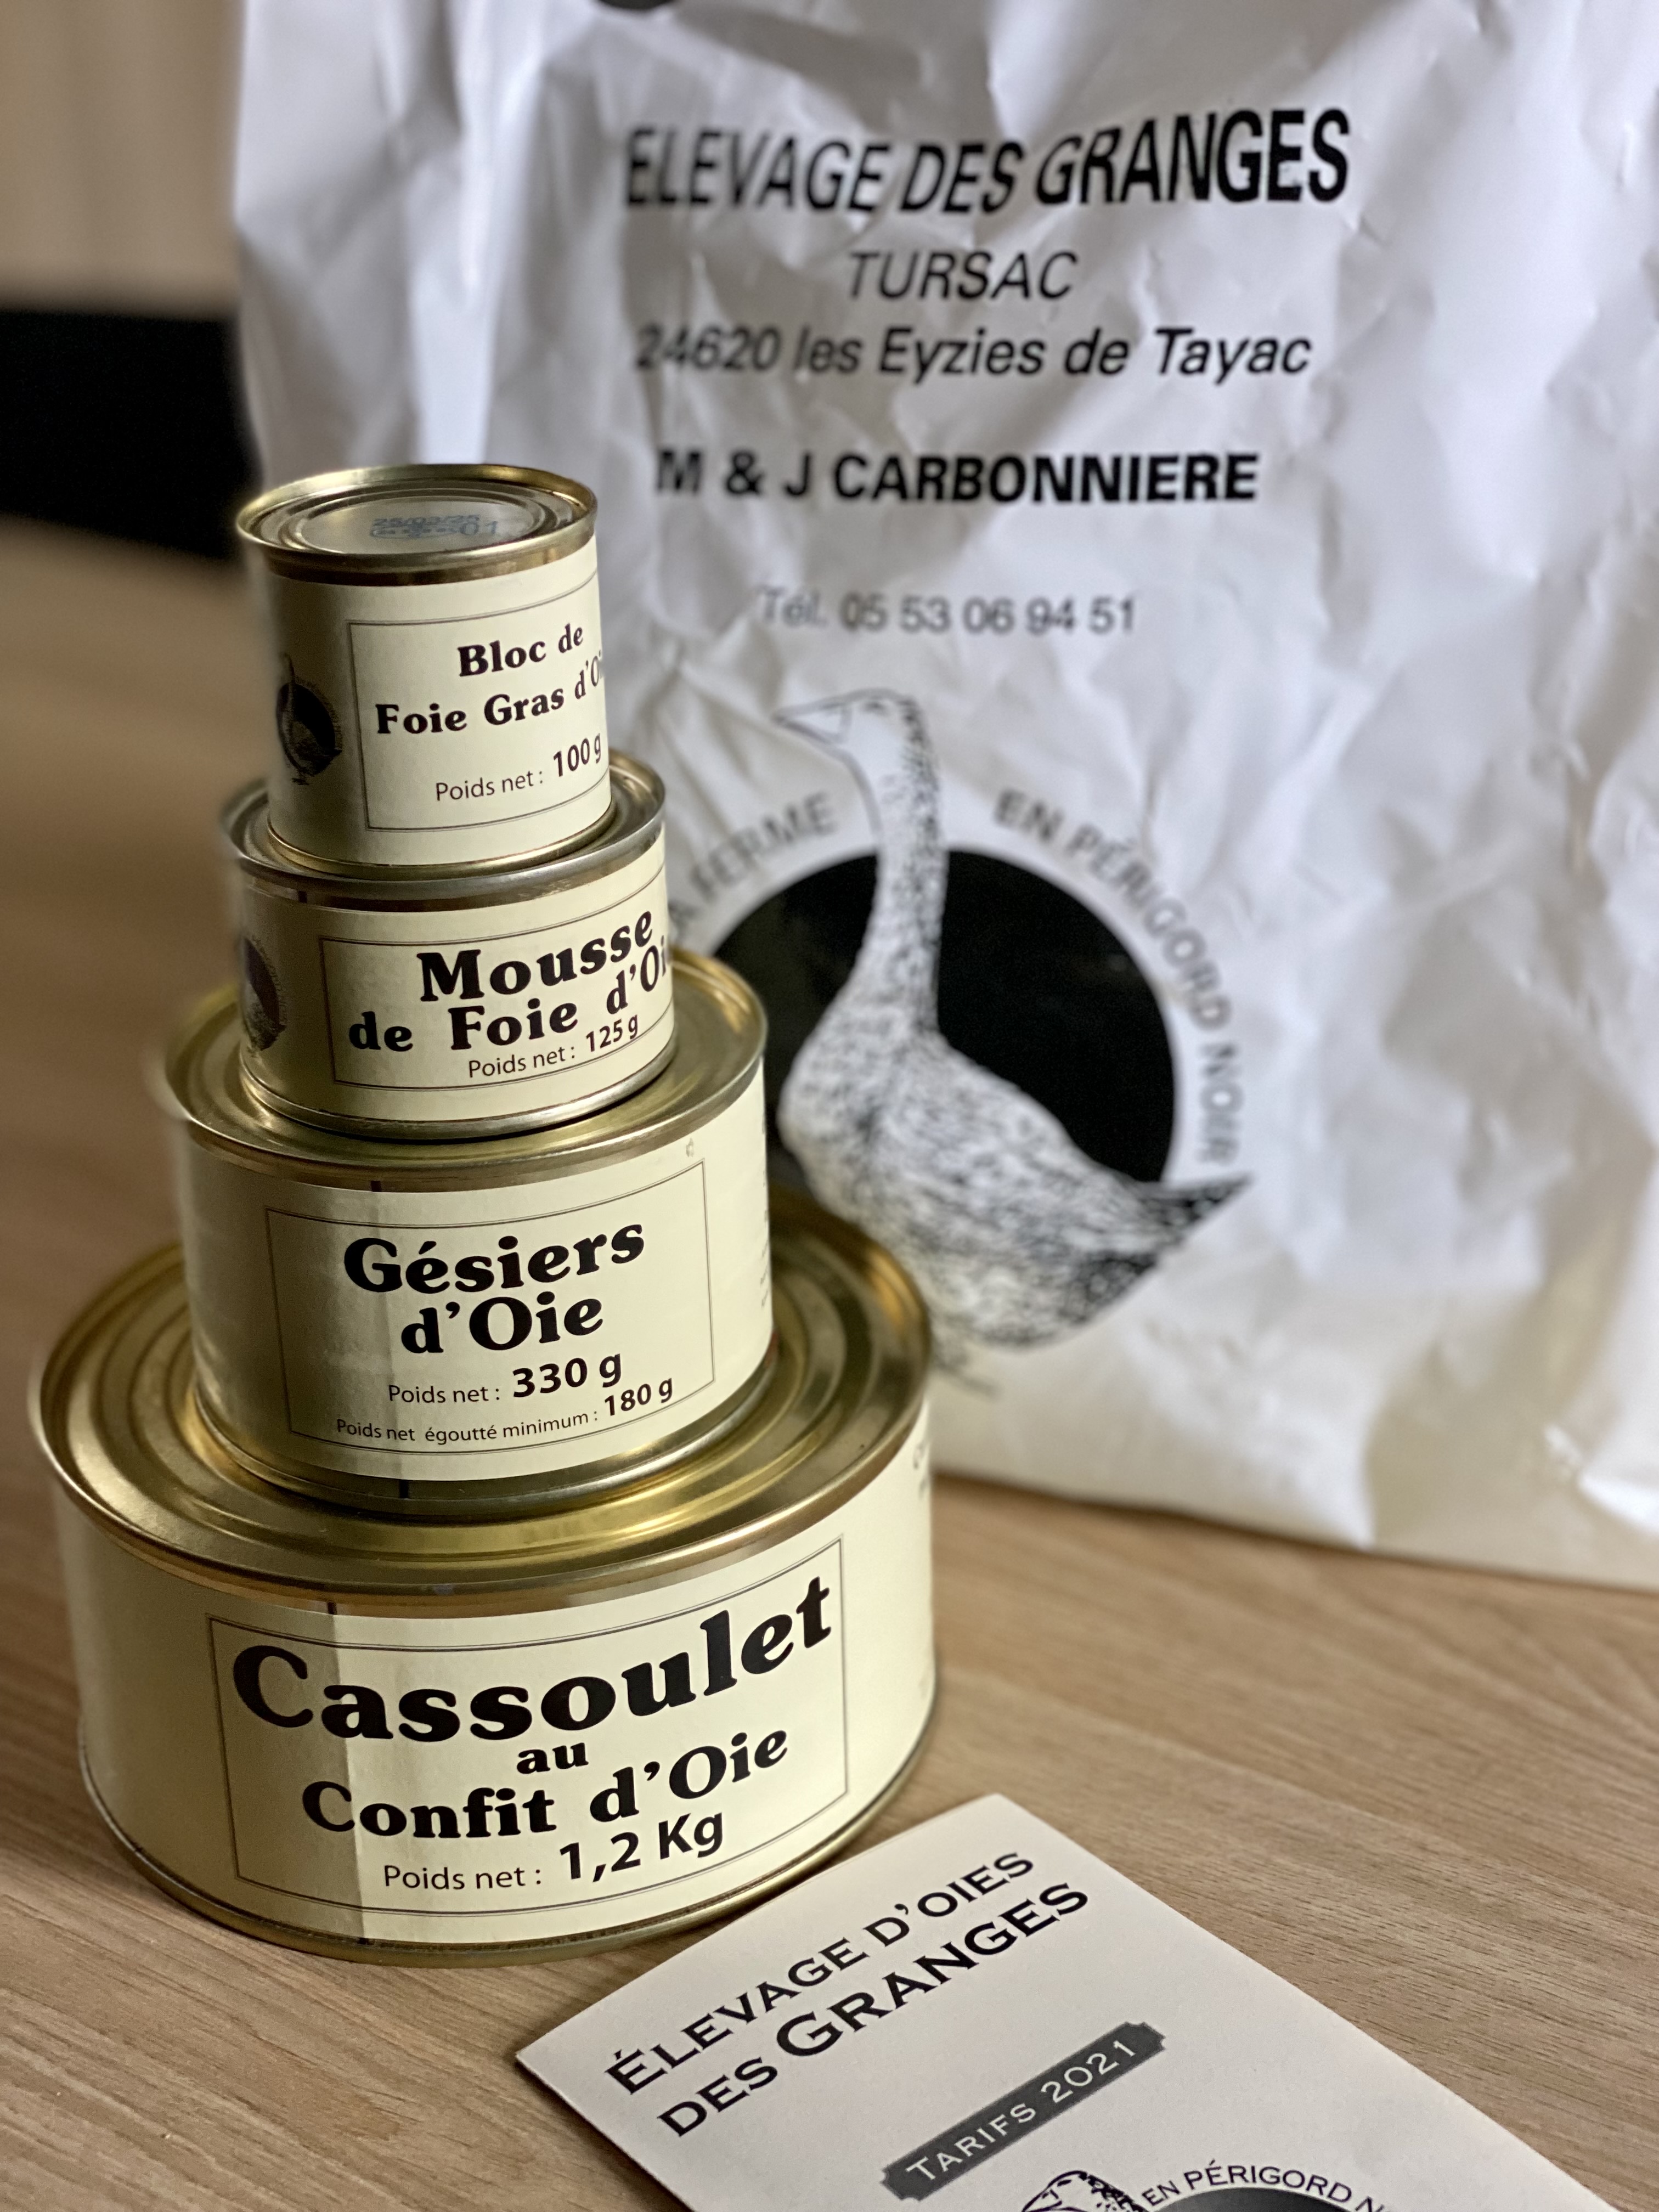 ELEVAGE DES GRANGES
TURSAC
24620 les Eyzies de Tayac
M & J CARBONNIERE
Tél. 05 53 06 94 51
FERME EN PÉRIGORD NOIR
Bloc de
Foie Gras
Poids net : 100 g
Mousse
de Foie
Poids net : 125 g
Gésiers
d'Oie
Poids net : 330 g
Poids net égoutté minimum : 180 g
Cassoulet
au
Confit d'Oie
Poids net : 1,2 Kg
ÉLEVAGE D'OIES
DES GRANGES
TARIFS 2021
EN PÉRIGORD